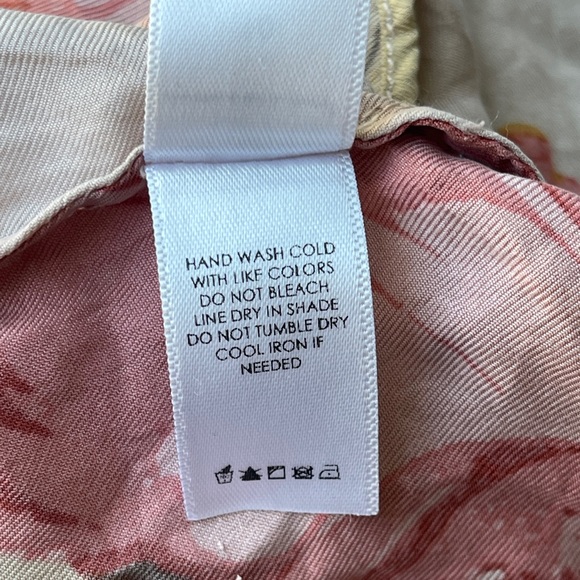 HAND WASH COLD
WITH LIKE COLORS
DO NOT BLEACH
LINE DRY IN SHADE
DO NOT TUMBLE DRY
COOL IRON IF
NEEDED